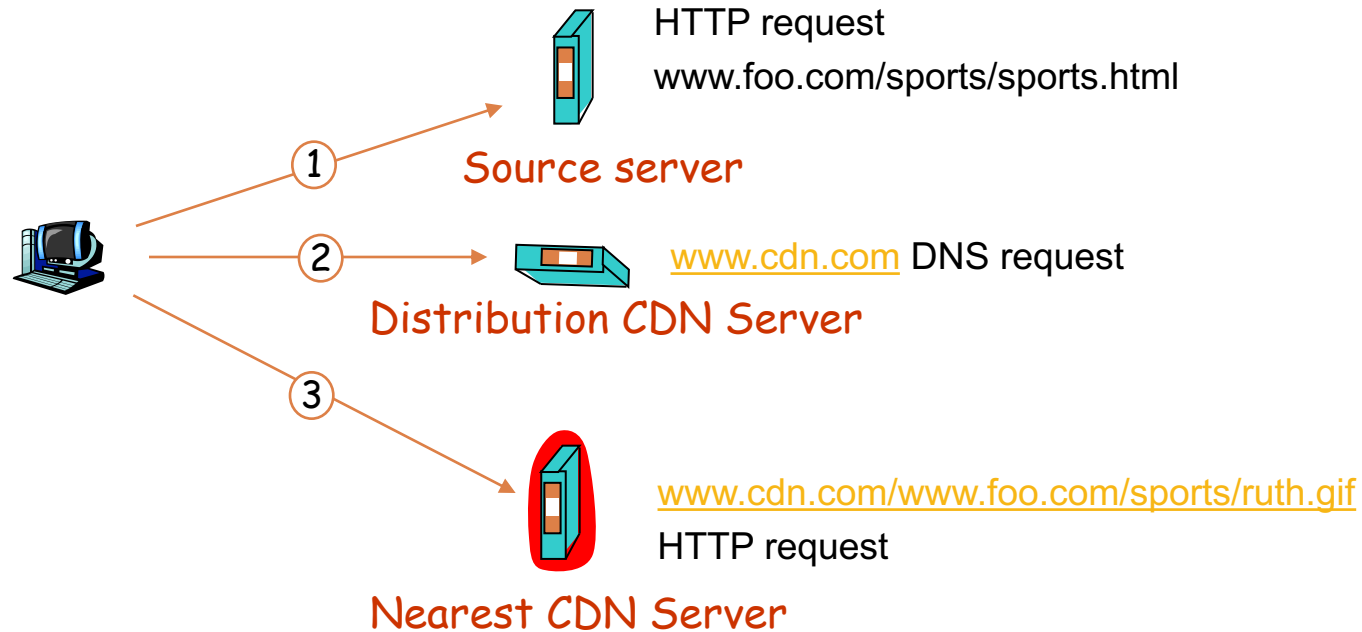 HTTP request
www.foo.com/sports/sports.html
1
Source server
2
www.cdn.com DNS request
Distribution CDN Server
3
www.cdn.com/www.foo.com/sports/ruth.gif
HTTP request
Nearest CDN Server